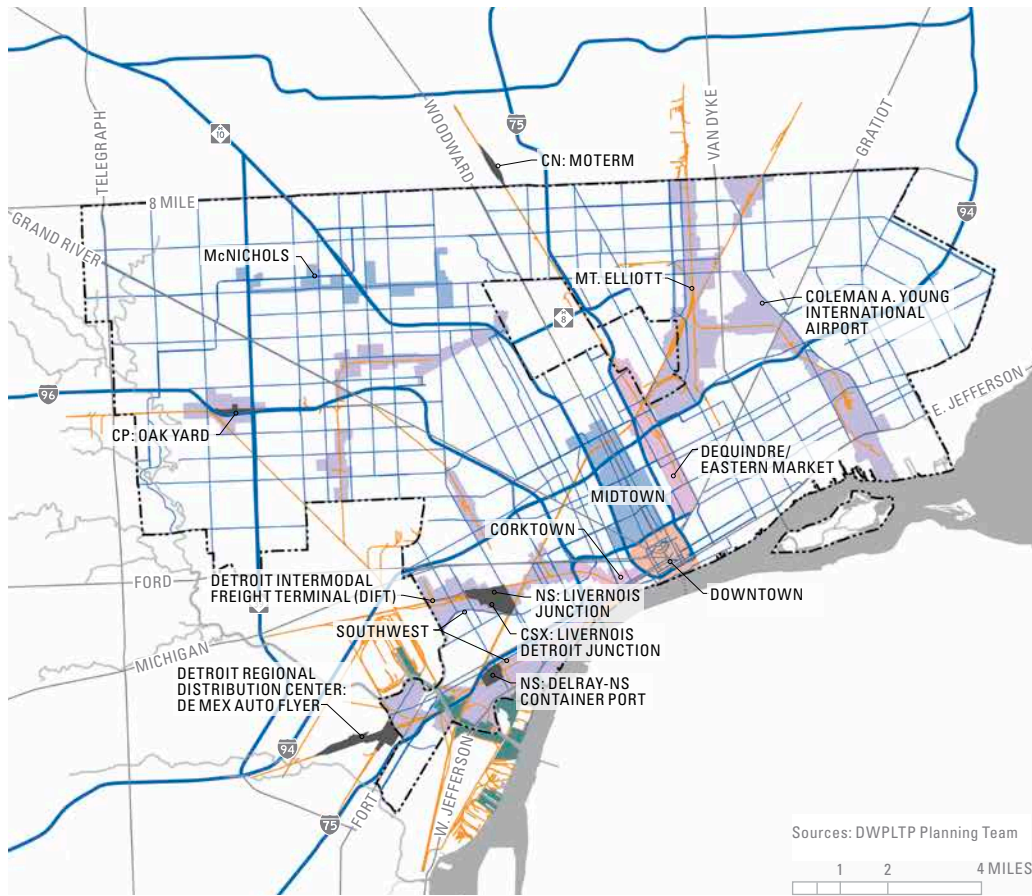 WOODWARD
75
VAN DYKE
GRATIOT
TELEGRAPH
M
10
CN: MOTERM
94
8 MILE
GRAND RIVER
McNICHOLS
MT. ELLIOTT
COLEMAN A. YOUNG
INTERNATIONAL
AIRPORT
M
8
E. JEFFERSON
96
CP: OAK YARD
DEQUINDRE/
EASTERN MARKET
MIDTOWN
CORKTOWN
FORD
DETROIT INTERMODAL
FREIGHT TERMINAL (DIFT)
NS: LIVERNOIS
JUNCTION
DOWNTOWN
SOUTHWEST
CSX: LIVERNOIS
DETROIT JUNCTION
MICHIGAN
DETROIT REGIONAL
DISTRIBUTION CENTER:
DE MEX AUTO FLYER
NS: DELRAY-NS
CONTAINER PORT
94
W. JEFFERSON
FORT
75
Sources: DWPLTP Planning Team
1 2 4 MILES